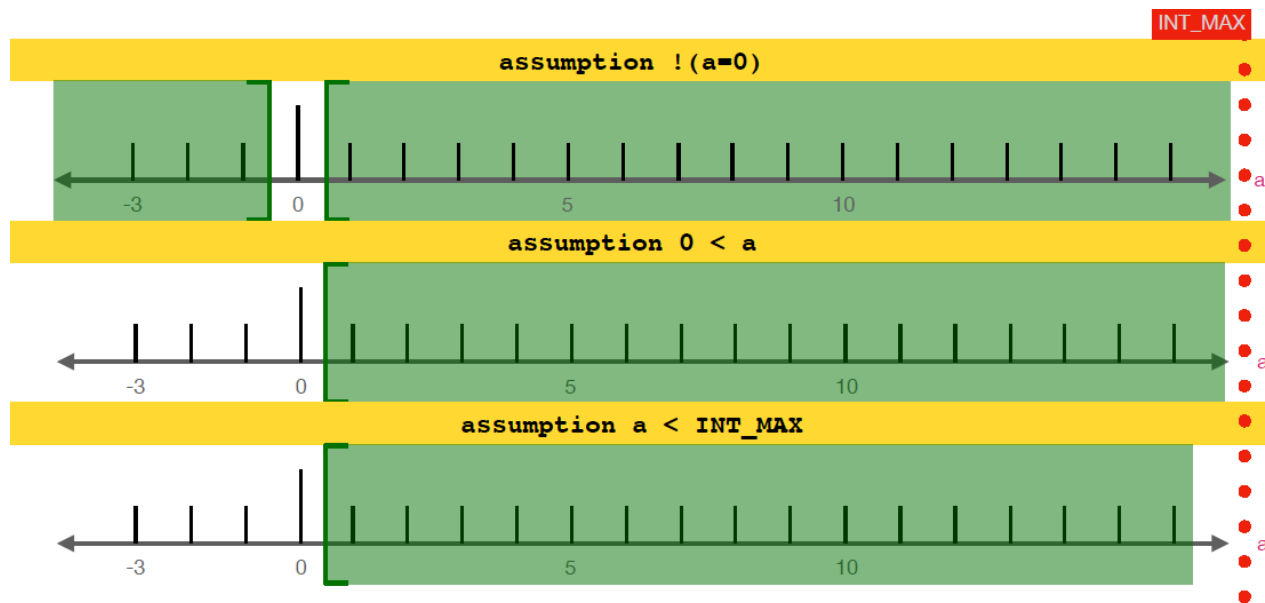 INT_MAX
assumption !(a=0)
a
-3 0 5 10
assumption 0 < a
a
-3 0 5 10
assumption a < INT_MAX
a
-3 0 5 10